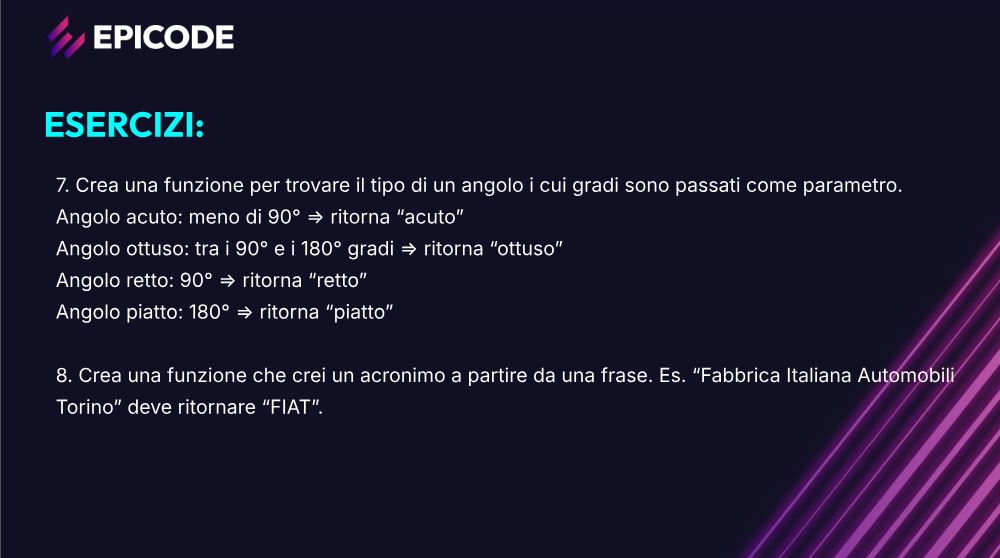 EPICODE
ESERCIZI:
7. Crea una funzione per trovare il tipo di un angolo i cui gradi sono passati come parametro.
Angolo acuto: meno di 90° ⇒ ritorna “acuto”
Angolo ottuso: tra i 90° e i 180° gradi ⇒ ritorna “ottuso”
Angolo retto: 90° ⇒ ritorna “retto”
Angolo piatto: 180° ⇒ ritorna “piatto”
8. Crea una funzione che crei un acronimo a partire da una frase. Es. “Fabbrica Italiana Automobili
Torino” deve ritornare “FIAT”.